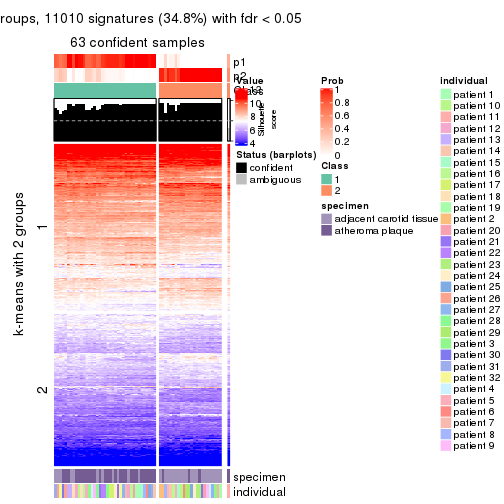 roups, 11010 signatures (34.8%) with fdr < 0.05
63 confident samples
p1
p2
Value
10
8
6
4
Silhouette
score
Status (barplots)
confident
ambiguous
Prob
1
0.8
0.6
0.4
0.2
0
Class
1
2
specimen
adjacent carotid tissue
atheroma plaque
individual
patient 1
patient 10
patient 11
patient 12
patient 13
patient 14
patient 15
patient 16
patient 17
patient 18
patient 19
patient 2
patient 20
patient 21
patient 22
patient 23
patient 24
patient 25
patient 26
patient 27
patient 28
patient 29
patient 3
patient 30
patient 31
patient 32
patient 4
patient 5
patient 6
patient 7
patient 8
patient 9
k-means with 2 groups
1
2
specimen
individual